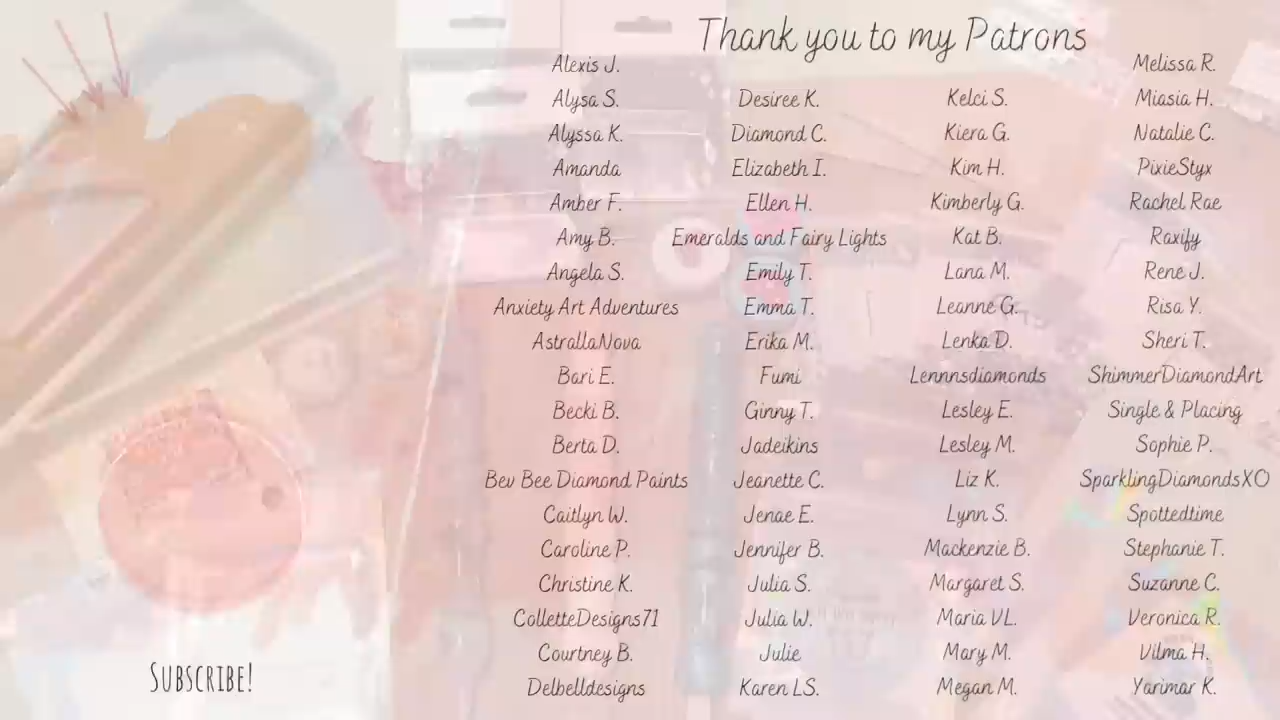 Thank you to my Patrons
Alexis J.
Alysa S.
Alyssa K.
Amanda
Amber F.
Amy B.
Angela S.
Anxiety Art Adventures
AstrallaNova
Bari E.
Becki B.
Berta D.
Bev Bee Diamond Paints
Caitlyn W.
Caroline P.
Christine K.
ColletteDesigns71
Courtney B.
Delbelldesigns
Desiree K.
Diamond C.
Elizabeth I.
Ellen H.
Emeralds and Fairy Lights
Emily T.
Emma T.
Erika M.
Fumi
Ginny T.
Jadeikins
Jeanette C.
Jenae E.
Jennifer B.
Julia S.
Julia W.
Julie
Karen LS.
Kelci S.
Kiera G.
Kim H.
Kimberly G.
Kat B.
Lana M.
Leanne G.
Lenka D.
Lennnsdiamonds
Lesley E.
Lesley M.
Liz K.
Lynn S.
Mackenzie B.
Margaret S.
Maria VL.
Mary M.
Megan M.
Melissa R.
Miasia H.
Natalie C.
PixieStyx
Rachel Rae
Raxify
Rene J.
Risa Y.
Sheri T.
ShimmerDiamondArt
Single & Placing
Sophie P.
SparklingDiamondsXO
Spottedtime
Stephanie T.
Suzanne C.
Veronica R.
Vilma H.
Yarimar K.
Subscribe!